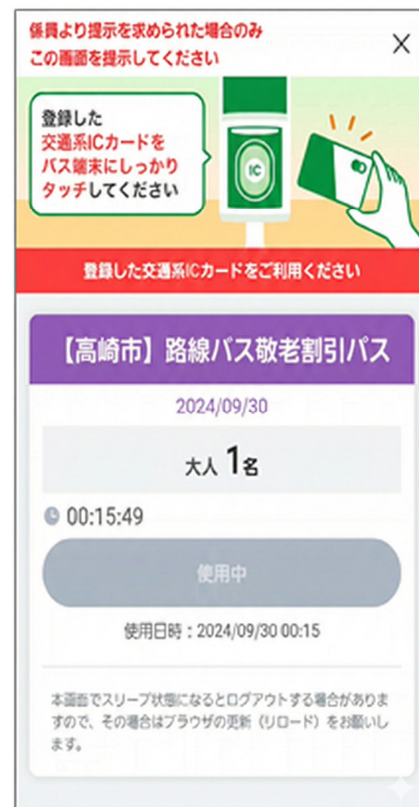 係員より提示を求められた場合のみ
この画面を提示してください
X
登録した
交通系ICカードを
バス端末にしっかり
タッチしてください
IC
登録した交通系ICカードをご利用ください
【高崎市】路線バス敬老割引パス
2024/09/30
大人 1名
00:15:49
使用中
使用日時：2024/09/30 00:15
本画面でスリープ状態になるとログアウトする場合がありま
すので、その場合はブラウザの更新（リロード）をお願いし
ます。